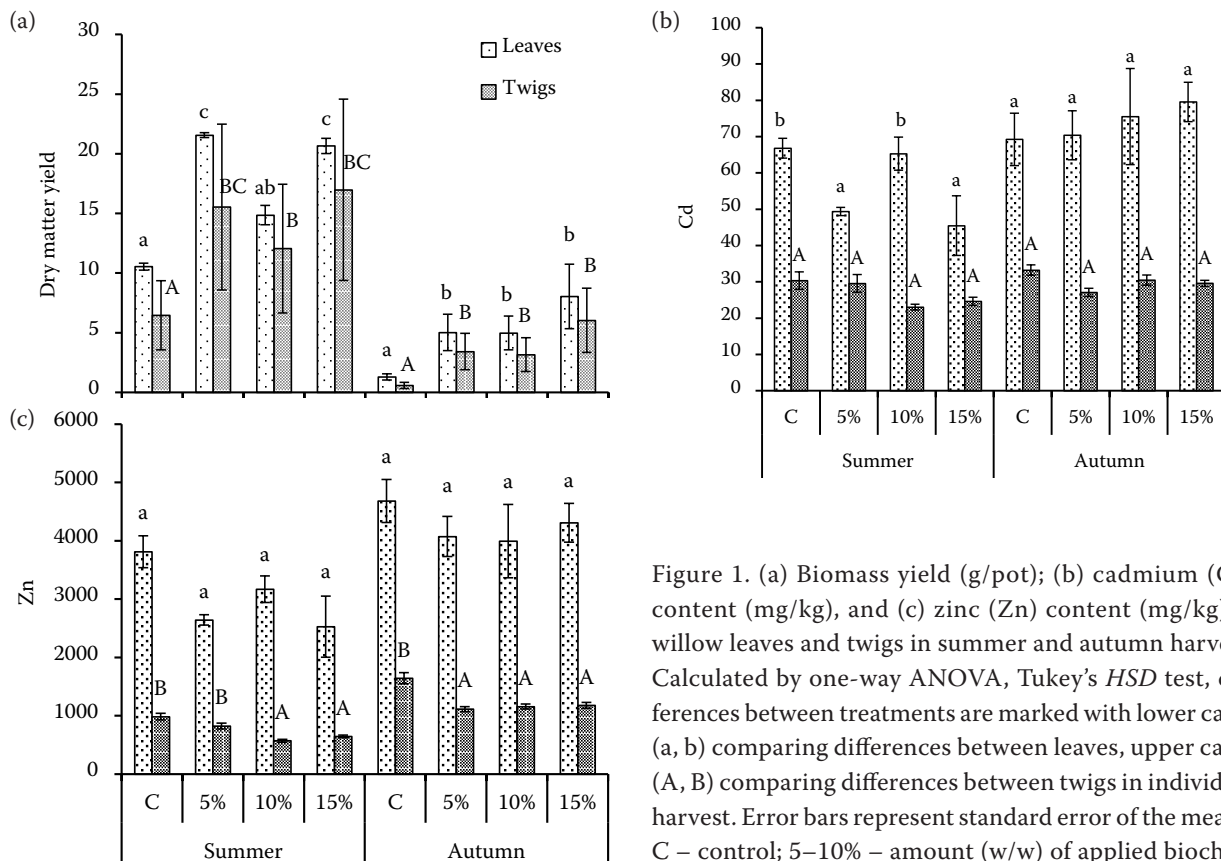 (a)
30
25
20
15
10
5
0
Dry matter yield
Leaves
Twigs
a
A
c
BC
ab
B
c
BC
a
A
b
B
b
B
b
B
(b)
100
90
80
70
60
50
40
30
20
10
0
Cd
b
A
a
A
b
A
a
A
a
A
a
A
a
A
a
A
C 5% 10% 15% C 5% 10% 15%
Summer Autumn
(c)
6000
5000
4000
3000
2000
1000
0
Zn
a
B
a
B
a
A
a
A
a
B
a
A
a
A
a
A
C 5% 10% 15% C 5% 10% 15%
Summer Autumn
Figure 1. (a) Biomass yield (g/pot); (b) cadmium (
content (mg/kg), and (c) zinc (Zn) content (mg/kg)
willow leaves and twigs in summer and autumn harve
Calculated by one-way ANOVA, Tukey's HSD test,
ferences between treatments are marked with lower ca
(a, b) comparing differences between leaves, upper ca
(A, B) comparing differences between twigs in individ
harvest. Error bars represent standard error of the mea
C – control; 5–10% – amount (w/w) of applied bioch